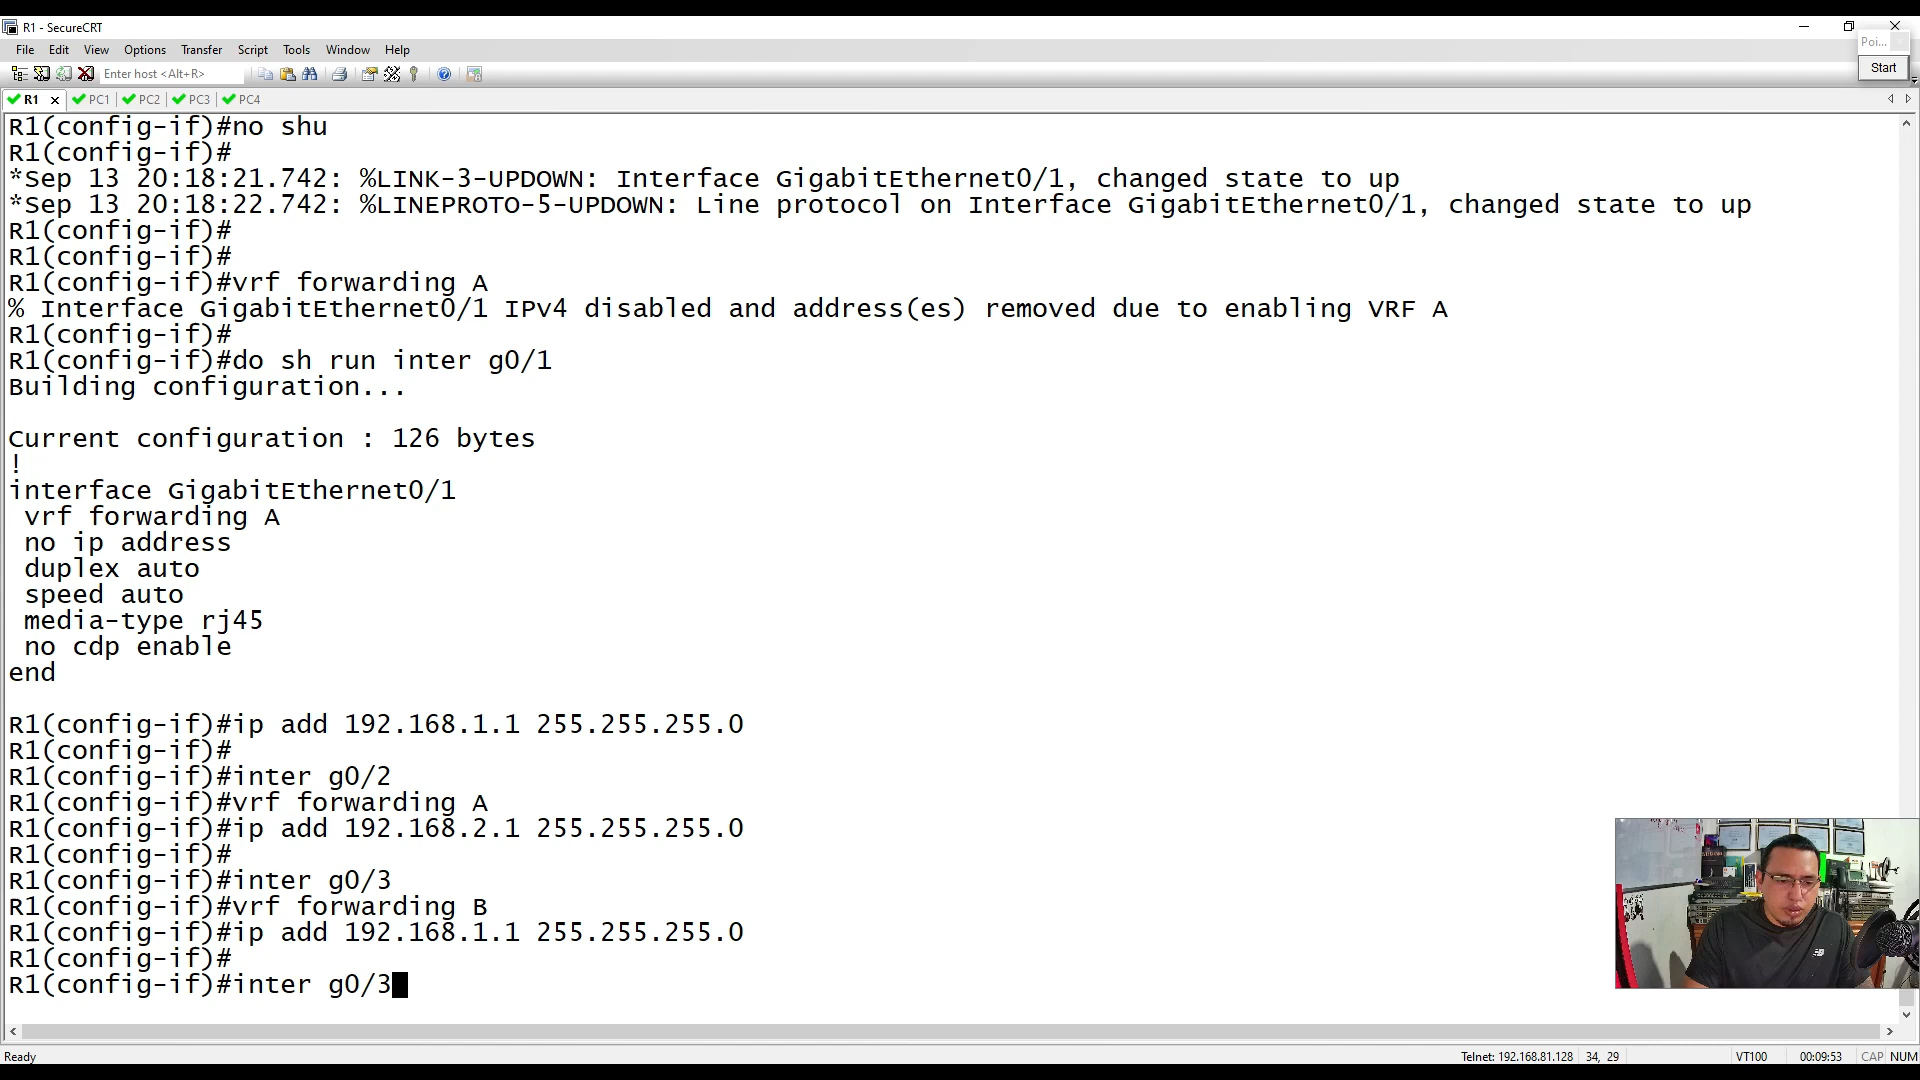 R1 - SecureCRT
File Edit View Options Transfer Script Tools Window Help
Poi...
Enter host <Alt+R>
Start
R1 PC1 PC2 PC3 PC4
R1(config-if)#no shu
R1(config-if)#
*Sep 13 20:18:21.742: %LINK-3-UPDOWN: Interface GigabitEthernet0/1, changed state to up
*Sep 13 20:18:22.742: %LINEPROTO-5-UPDOWN: Line protocol on Interface GigabitEthernet0/1, changed state to up
R1(config-if)#
R1(config-if)#
R1(config-if)#vrf forwarding A
% Interface GigabitEthernet0/1 IPv4 disabled and address(es) removed due to enabling VRF A
R1(config-if)#
R1(config-if)#do sh run inter g0/1
Building configuration...
Current configuration : 126 bytes
!
interface GigabitEthernet0/1
vrf forwarding A
no ip address
duplex auto
speed auto
media-type rj45
no cdp enable
end
R1(config-if)#ip add 192.168.1.1 255.255.255.0
R1(config-if)#
R1(config-if)#inter g0/2
R1(config-if)#vrf forwarding A
R1(config-if)#ip add 192.168.2.1 255.255.255.0
R1(config-if)#
R1(config-if)#inter g0/3
R1(config-if)#vrf forwarding B
R1(config-if)#ip add 192.168.1.1 255.255.255.0
R1(config-if)#
R1(config-if)#inter g0/3
Ready Telnet: 192.168.81.128 34, 29 VT100 00:09:53 CAP NUM